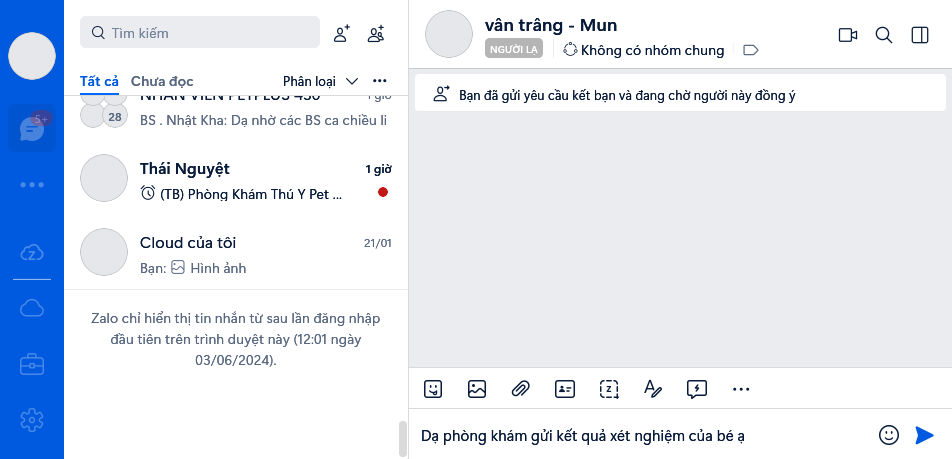 Tìm kiếm
Tất cả
Chưa đọc
Phân loại
5+
NHÂN VIÊN PETPLUS 430
1 giờ
28
BS . Nhật Kha: Dạ nhờ các BS ca chiều li
Thái Nguyệt
1 giờ
(TB) Phòng Khám Thú Y Pet ...
Cloud của tôi
21/01
Bạn: Hình ảnh
Zalo chỉ hiển thị tin nhắn từ sau lần đăng nhập
đầu tiên trên trình duyệt này (12:01 ngày
03/06/2024).
vân trâng - Mun
NGƯỜI LẠ
Không có nhóm chung
Bạn đã gửi yêu cầu kết bạn và đang chờ người này đồng ý
Dạ phòng khám gửi kết quả xét nghiệm của bé ạ